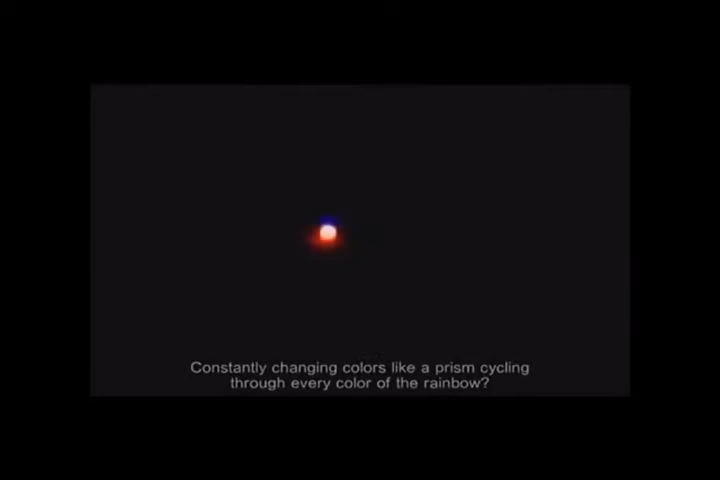 Constantly changing colors like a prism cycling
through every color of the rainbow?